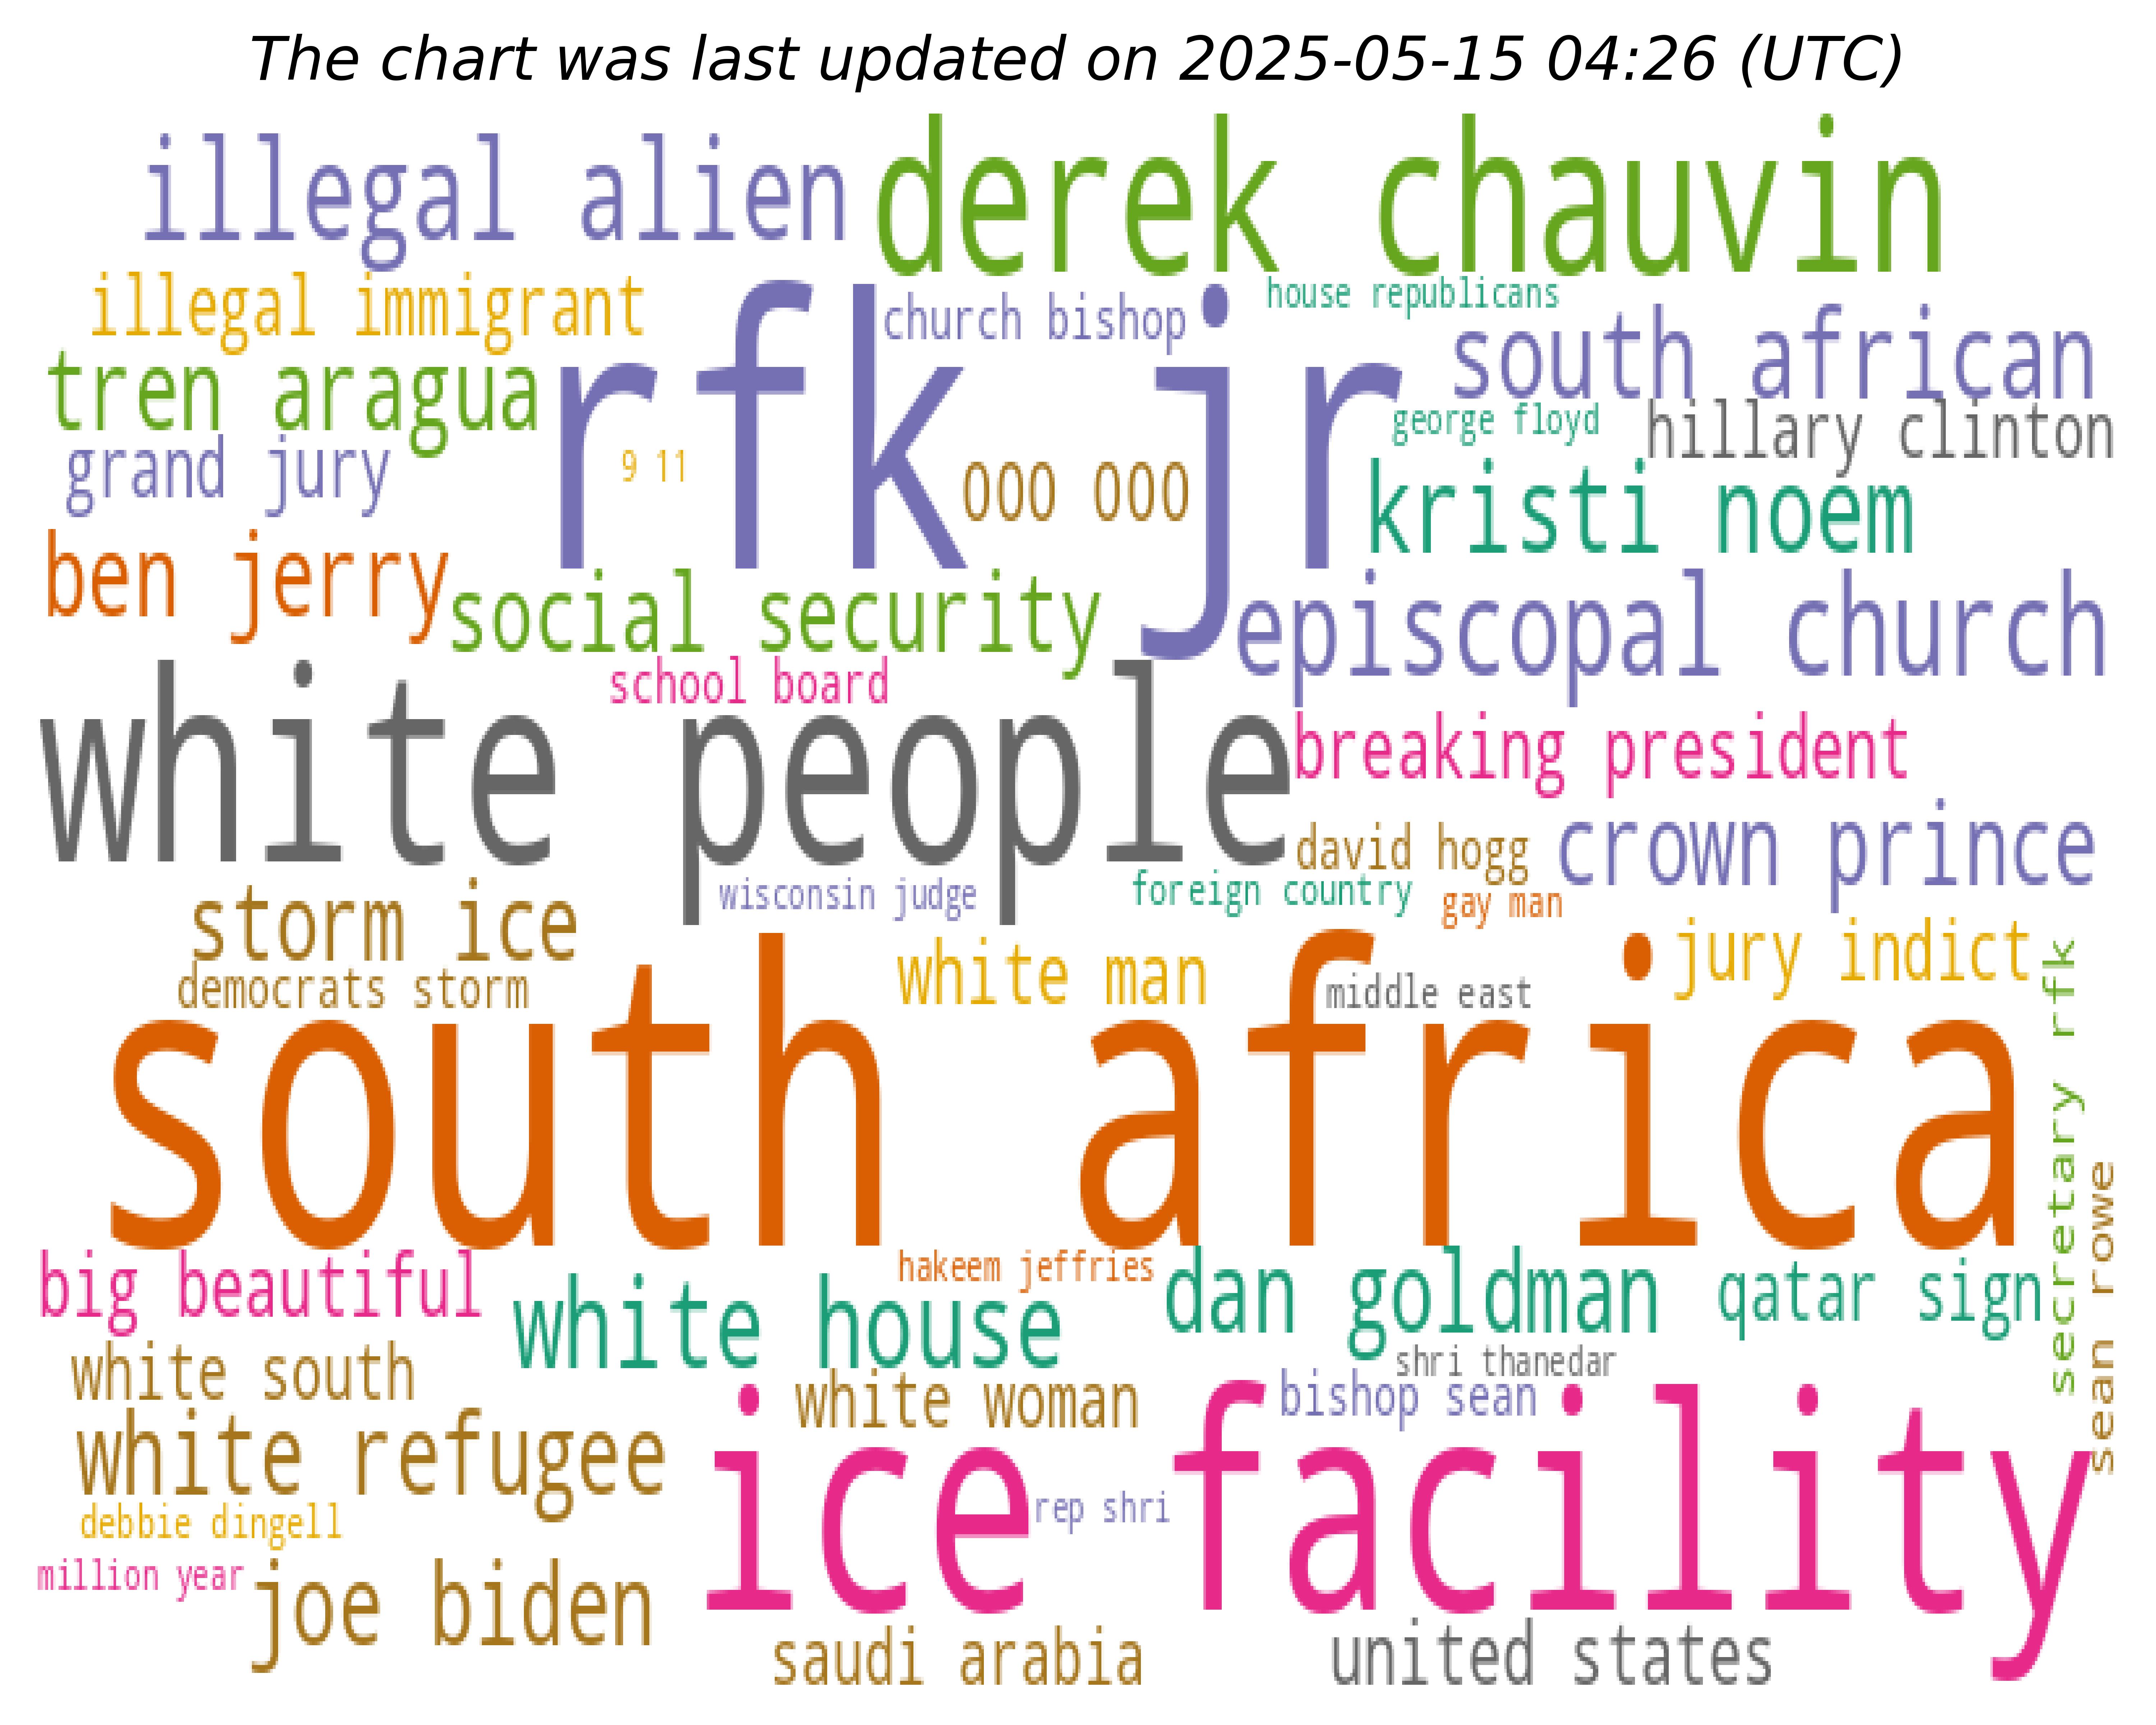 The chart was last updated on 2025-05-15 04:26 (UTC)
illegal alien
derek chauvin
illegal immigrant
church bishop
house republicans
south african
tren aragua
rfk jr
george floyd
hillary clinton
grand jury
9 11
000 000
kristi noem
ben jerry
social security
episcopal church
school board
white people
breaking president
david hogg
crown prince
wisconsin judge
foreign country
gay man
storm ice
democrats storm
white man
middle east
jury indict
secretary rfk
south africa
sean rowe
big beautiful
white house
hakeem jeffries
dan goldman
qatar sign
white south
shri thanedar
white woman
bishop sean
white refugee
ice facility
rep shri
debbie dingell
million year
joe biden
saudi arabia
united states